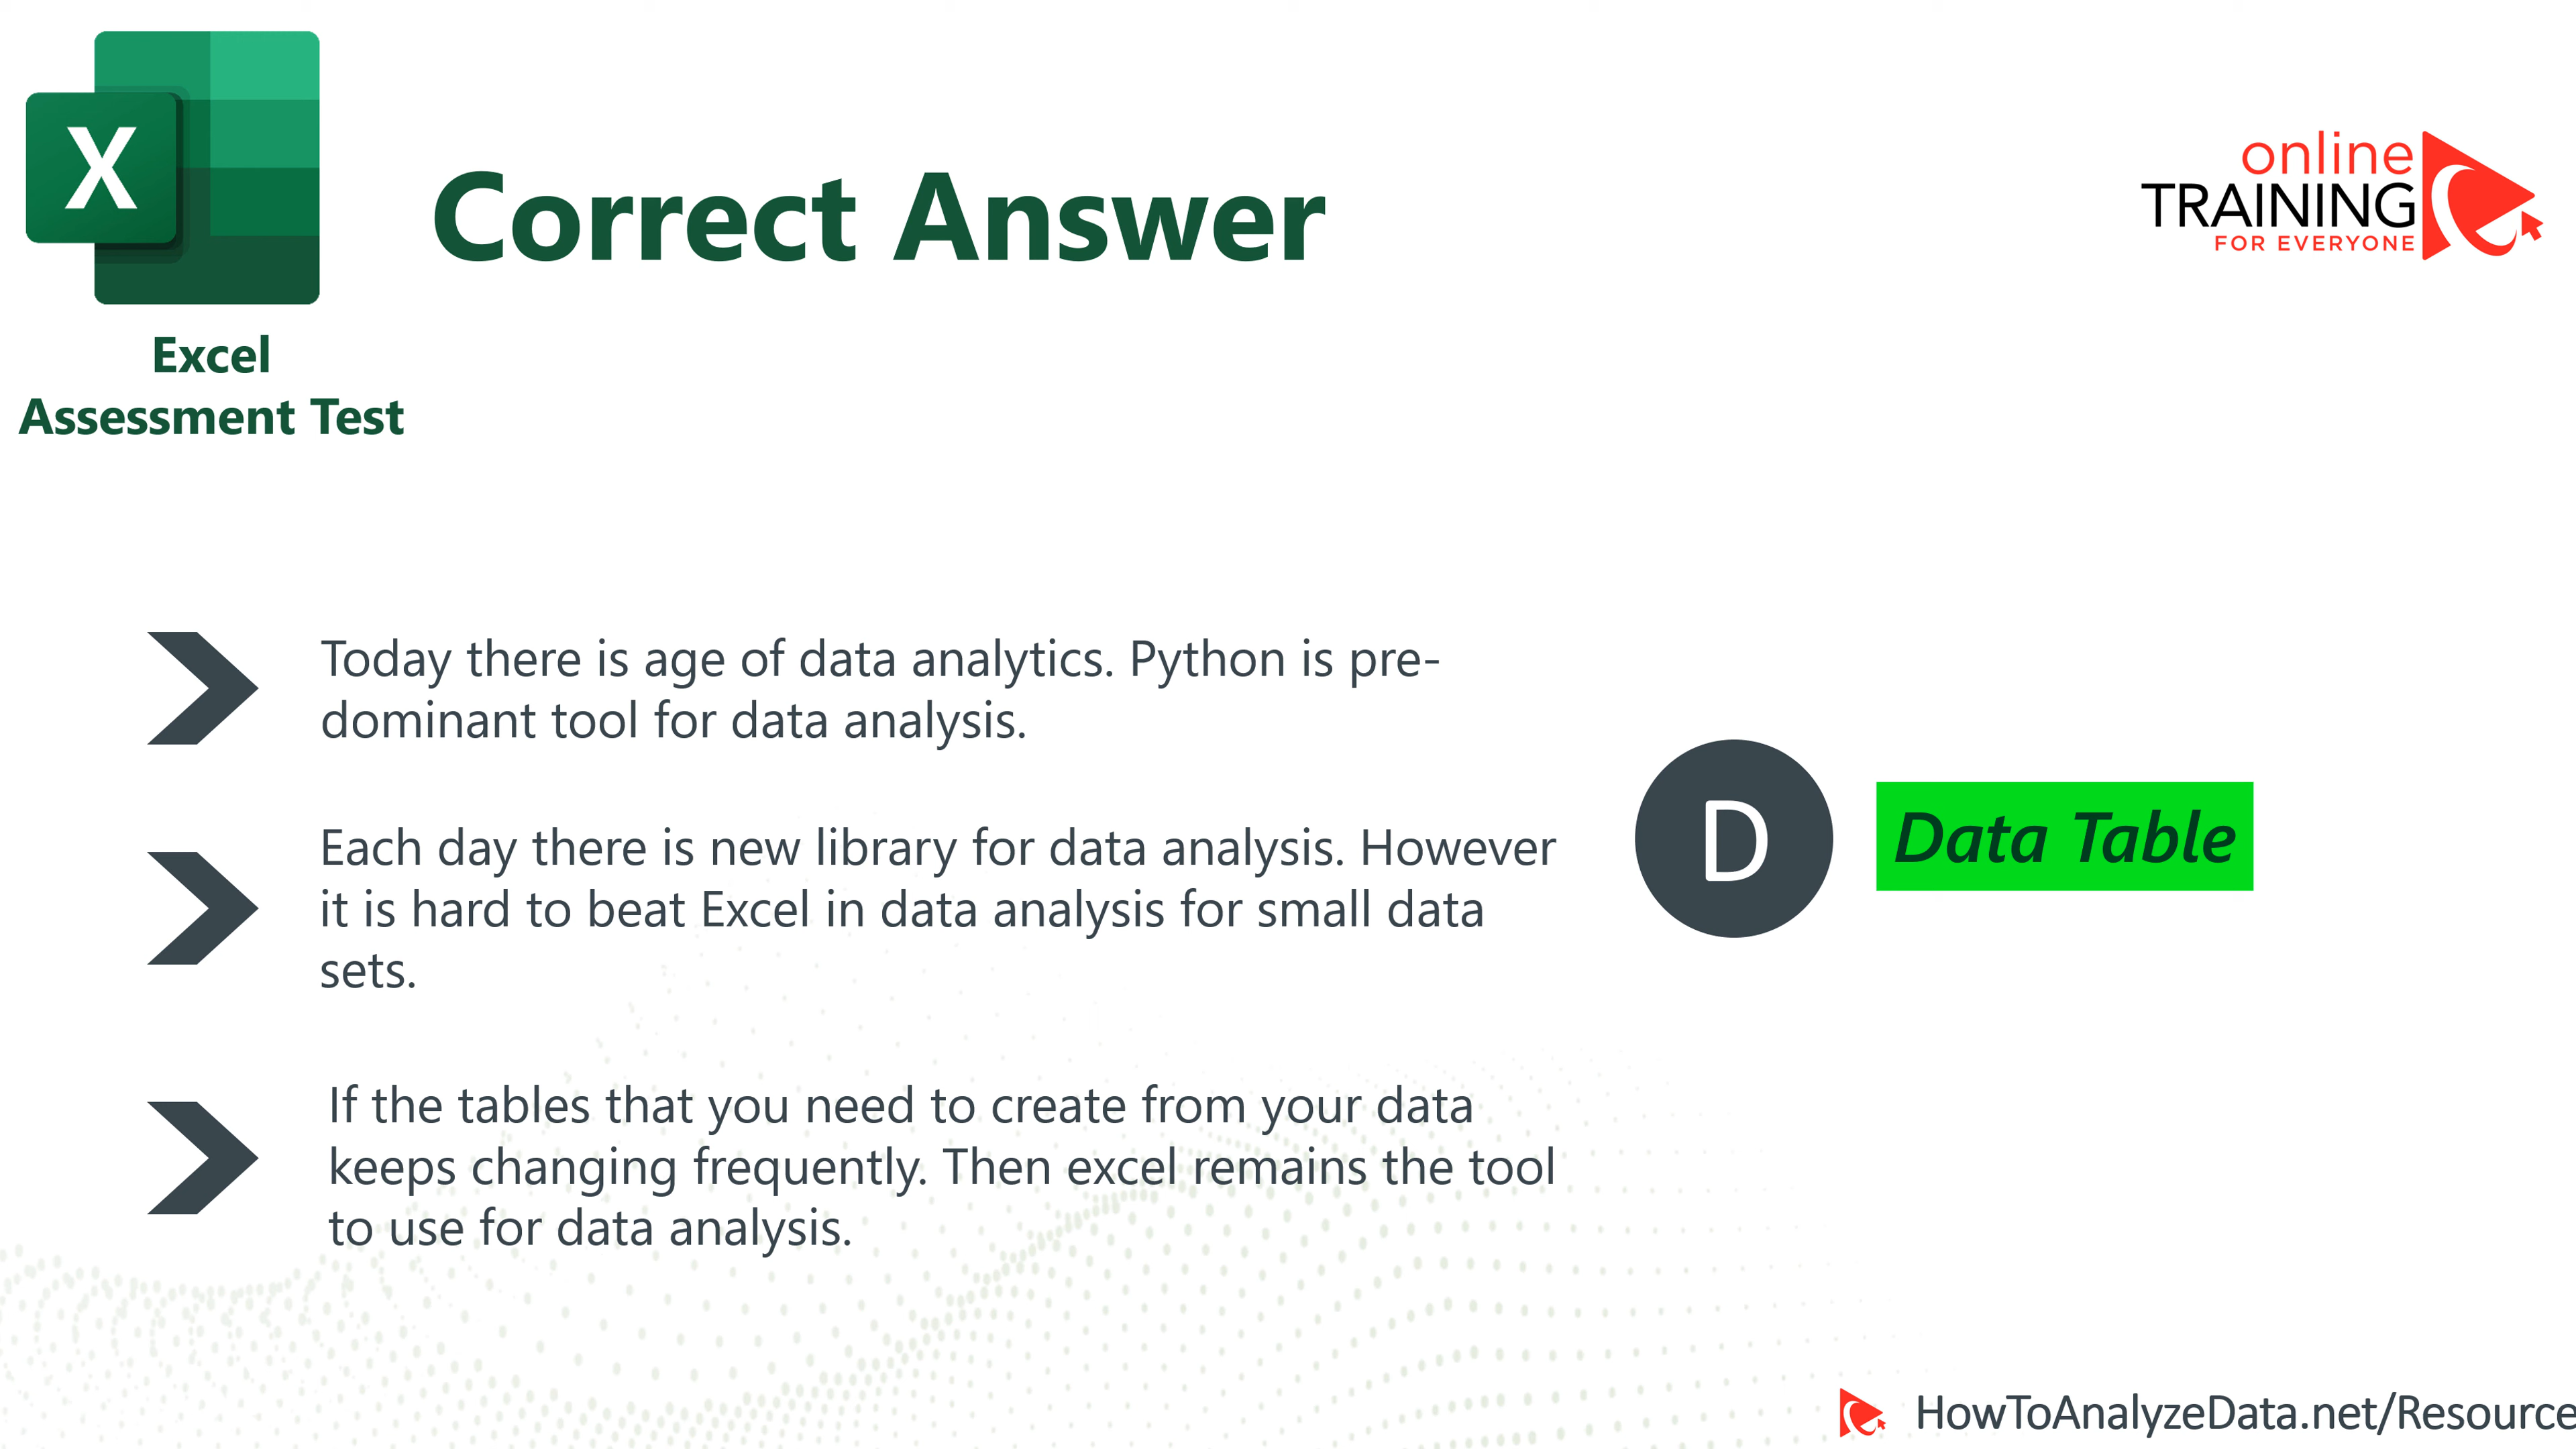 X
Excel
Assessment Test
Correct Answer
online
TRAINING
FOR EVERYONE
Today there is age of data analytics. Python is pre-
dominant tool for data analysis.
Each day there is new library for data analysis. However
it is hard to beat Excel in data analysis for small data
sets.
If the tables that you need to create from your data
keeps changing frequently. Then excel remains the tool
to use for data analysis.
D
Data Table
HowToAnalyzeData.net/Resource